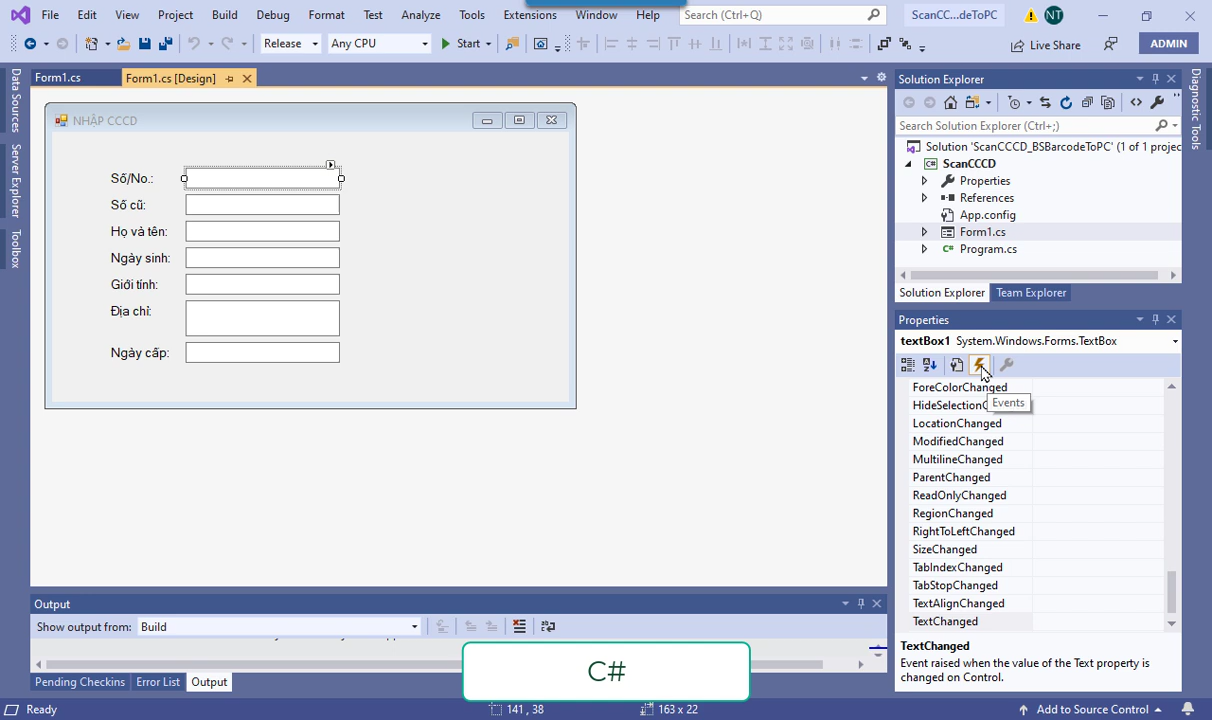 File Edit View Project Build Debug Format Test Analyze Tools Extensions Window Help Search (Ctrl+Q) ScanCC...deToPC NT
Release Any CPU Start Live Share ADMIN
Form1.cs Form1.cs [Design]
Data Sources
Server Explorer
Toolbox
NHẬP CCCD
Số/No.:
Số cũ:
Họ và tên:
Ngày sinh:
Giới tính:
Địa chỉ:
Ngày cấp:
Solution Explorer
Search Solution Explorer (Ctrl+;)
Solution 'ScanCCCD_BSBarcodeToPC' (1 of 1 projec
C# ScanCCCD
Properties
References
App.config
Form1.cs
C# Program.cs
Solution Explorer Team Explorer
Diagnostic Tools
Properties
textBox1 System.Windows.Forms.TextBox
ForeColorChanged
HideSelectionC
Events
LocationChanged
ModifiedChanged
MultilineChanged
ParentChanged
ReadOnlyChanged
RegionChanged
RightToLeftChanged
SizeChanged
TabIndexChanged
TabStopChanged
TextAlignChanged
TextChanged
TextChanged
Event raised when the value of the Text property is
changed on Control.
Output
Show output from: Build
C#
Pending Checkins Error List Output
Ready 141 , 38 163 x 22 Add to Source Control